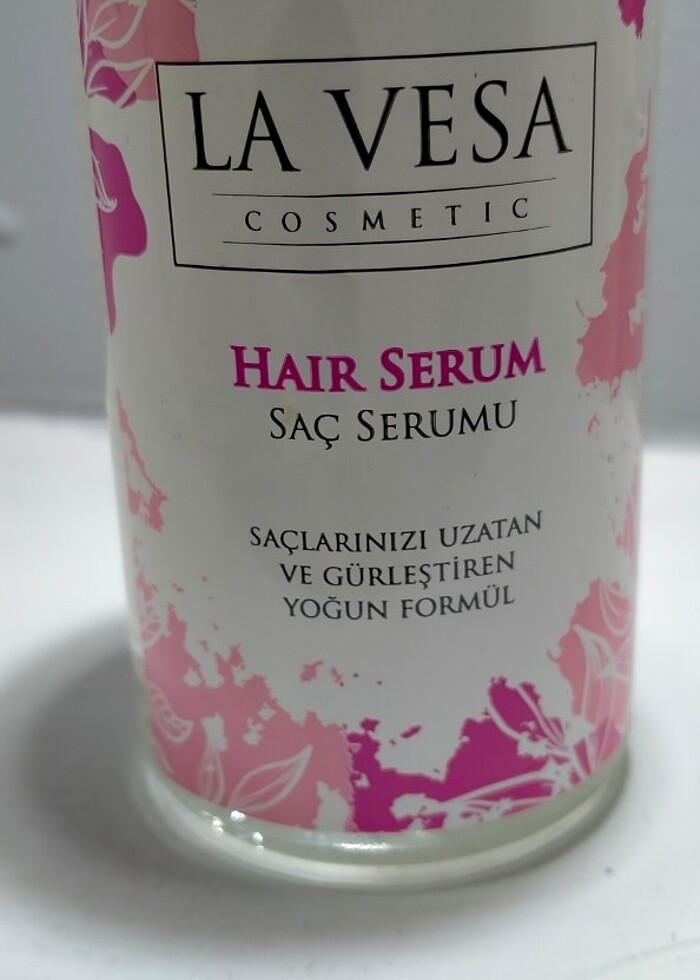 LA VESA
COSMETIC
HAIR SERUM
SAÇ SERUMU
SAÇLARINIZI UZATAN
VE GÜRLEŞTİREN
YOĞUN FORMÜL